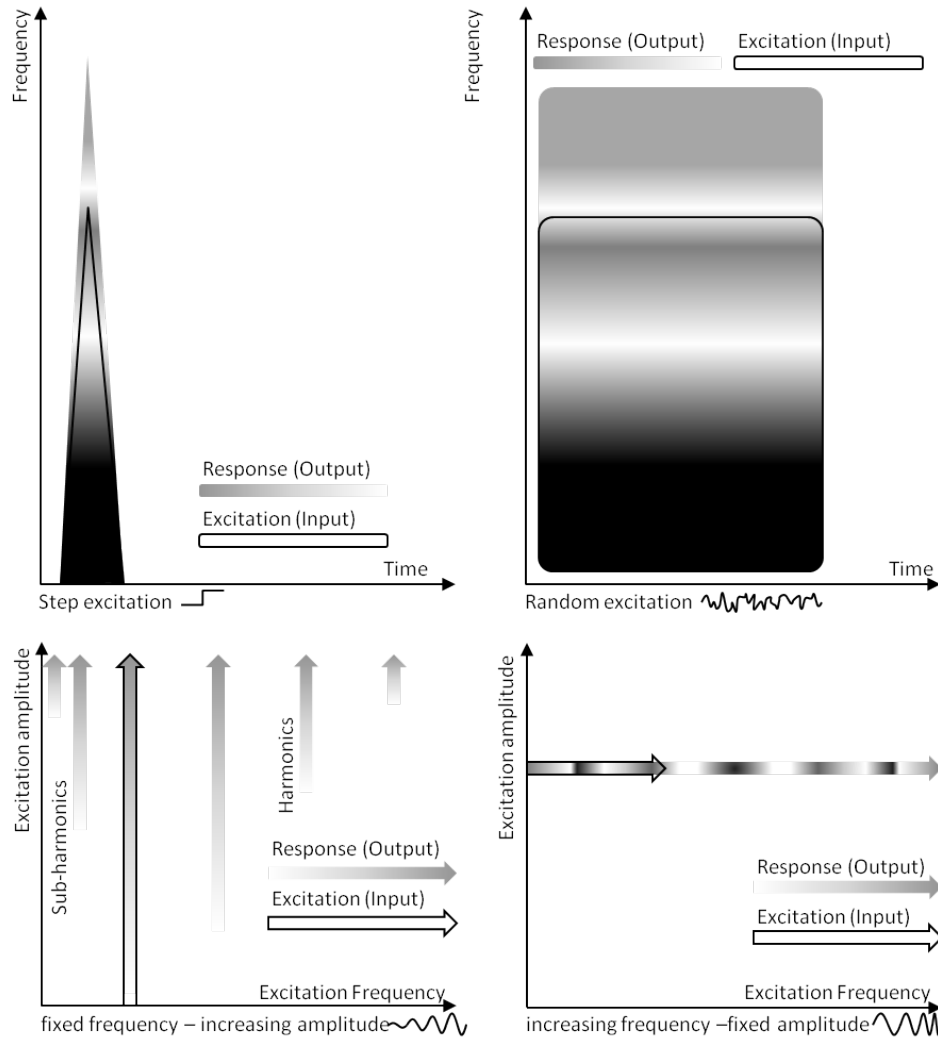 Frequency
Response (Output)
Excitation (Input)
Time
Step excitation
Frequency
Response (Output)
Excitation (Input)
Time
Random excitation
Excitation amplitude
Sub-harmonics
Harmonics
Response (Output)
Excitation (Input)
Excitation Frequency
fixed frequency – increasing amplitude
Excitation amplitude
Response (Output)
Excitation (Input)
Excitation Frequency
increasing frequency –fixed amplitude